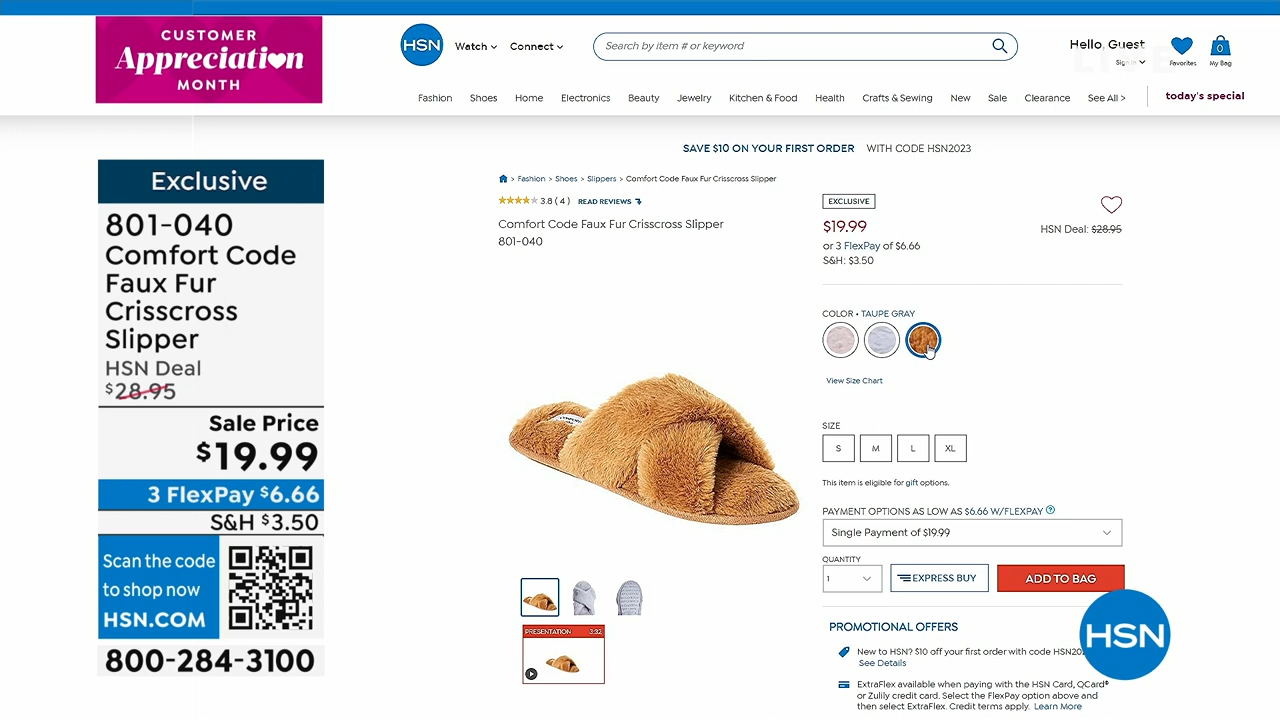 CUSTOMER
Appreciation
MONTH
HSN
Watch
Connect
Search by item # or keyword
Hello, Guest
Sign in
Favorites
0
My Bag
Fashion Shoes Home Electronics Beauty Jewelry Kitchen & Food Health Crafts & Sewing New Sale Clearance See All > today's special
SAVE $10 ON YOUR FIRST ORDER WITH CODE HSN2023
> Fashion > Shoes > Slippers > Comfort Code Faux Fur Crisscross Slipper
3.8 ( 4 ) READ REVIEWS
Comfort Code Faux Fur Crisscross Slipper
801-040
EXCLUSIVE
$19.99
HSN Deal: $28.95
or 3 FlexPay of $6.66
S&H: $3.50
COLOR • TAUPE GRAY
View Size Chart
SIZE
S M L XL
This item is eligible for gift options.
PAYMENT OPTIONS AS LOW AS $6.66 W/FLEXPAY ?
Single Payment of $19.99
QUANTITY
1
EXPRESS BUY
ADD TO BAG
PROMOTIONAL OFFERS
New to HSN? $10 off your first order with code HSN20
See Details
ExtraFlex available when paying with the HSN Card, QCard®
or Zulily credit card. Select the FlexPay option above and
then select ExtraFlex. Credit terms apply. Learn More
PRESENTATION 3:32
HSN
Exclusive
801-040
Comfort Code
Faux Fur
Crisscross
Slipper
HSN Deal
$28.95
Sale Price
$19.99
3 FlexPay $6.66
S&H $3.50
Scan the code
to shop now
HSN.COM
800-284-3100